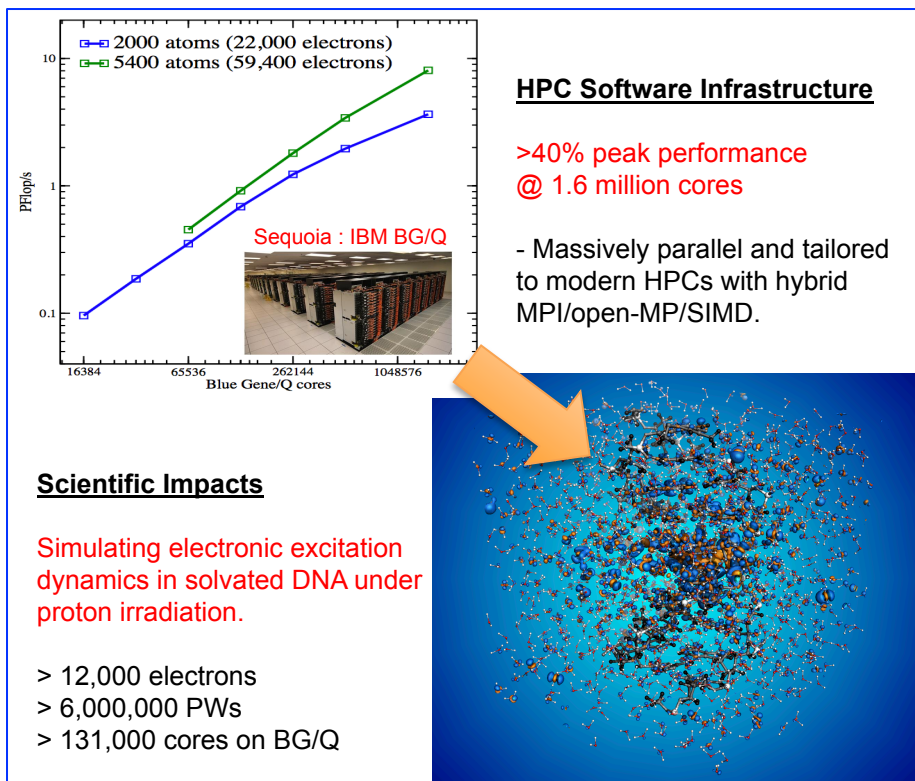 2000 atoms (22,000 electrons)
5400 atoms (59,400 electrons)
10
1
0.1
PFlop/s
Sequoia : IBM BG/Q
16384
65536
262144
1048576
Blue Gene/Q cores
HPC Software Infrastructure
>40% peak performance
@ 1.6 million cores
- Massively parallel and tailored
to modern HPCs with hybrid
MPI/open-MP/SIMD.
Scientific Impacts
Simulating electronic excitation
dynamics in solvated DNA under
proton irradiation.
> 12,000 electrons
> 6,000,000 PWs
> 131,000 cores on BG/Q